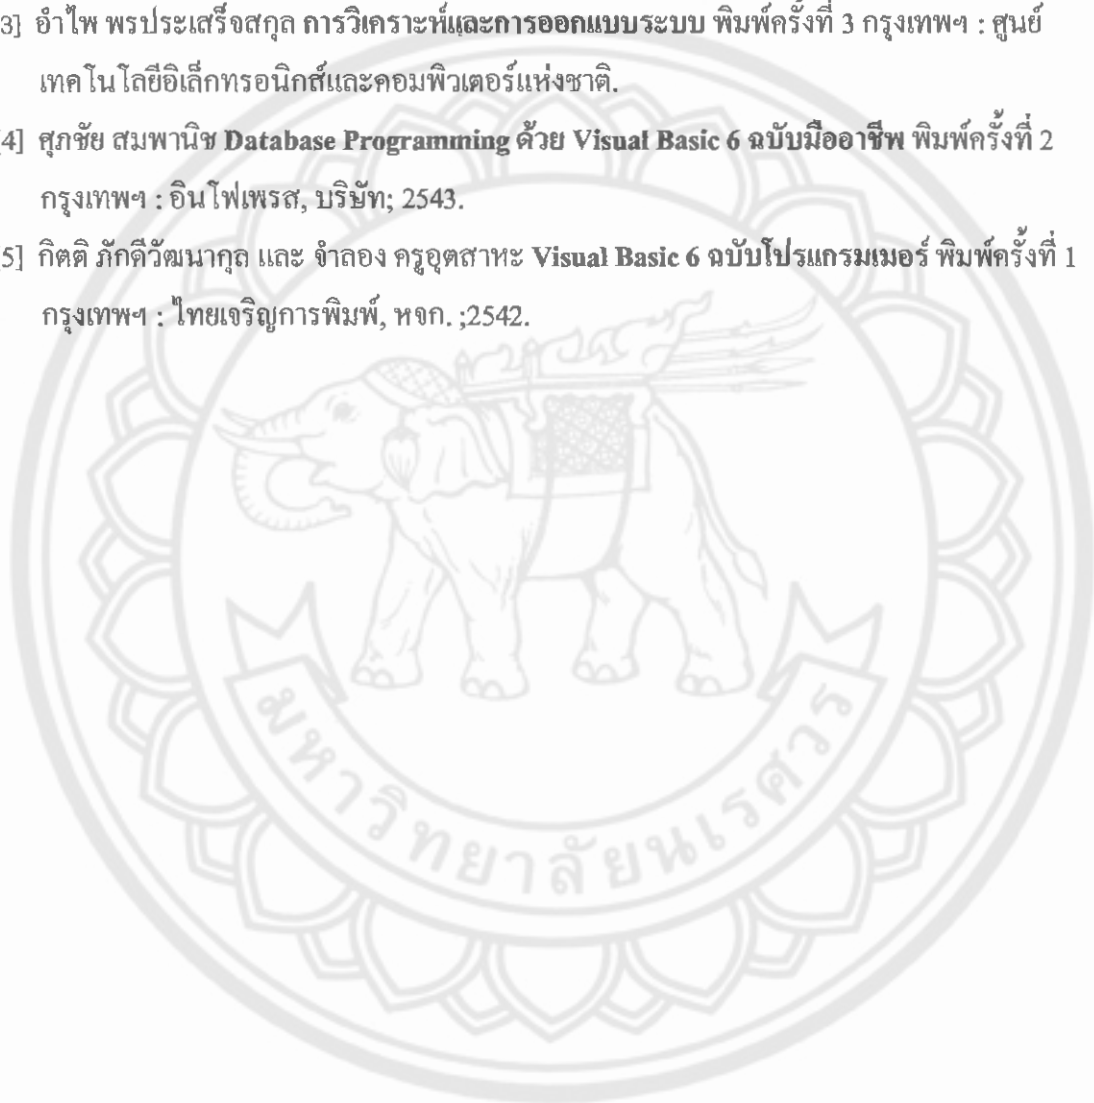 3] อำไพ พรประเสริจสกุล การวิเคราะห์และการออกแบบระบบ พิมพ์ครั้งที่ 3 กรุงเทพฯ : ศูนย์
เทคโนโลยีอิเล็กทรอนิกส์และคอมพิวเตอร์แห่งชาติ.
4] ศุภชัย สมพานิช Database Programming ด้วย Visual Basic 6 ฉบับมืออาชีพ พิมพ์ครั้งที่ 2
กรุงเทพฯ : อินโฟเพรส, บริษัท; 2543.
5] กิตติ ภักดีวัฒนากุล และ จำลอง ครูอุตสาหะ Visual Basic 6 ฉบับโปรแกรมเมอร์ พิมพ์ครั้งที่ 1
กรุงเทพฯ : ไทยเจริญการพิมพ์, หจก. ;2542.
มหาวิทยาลัยนเรศวร